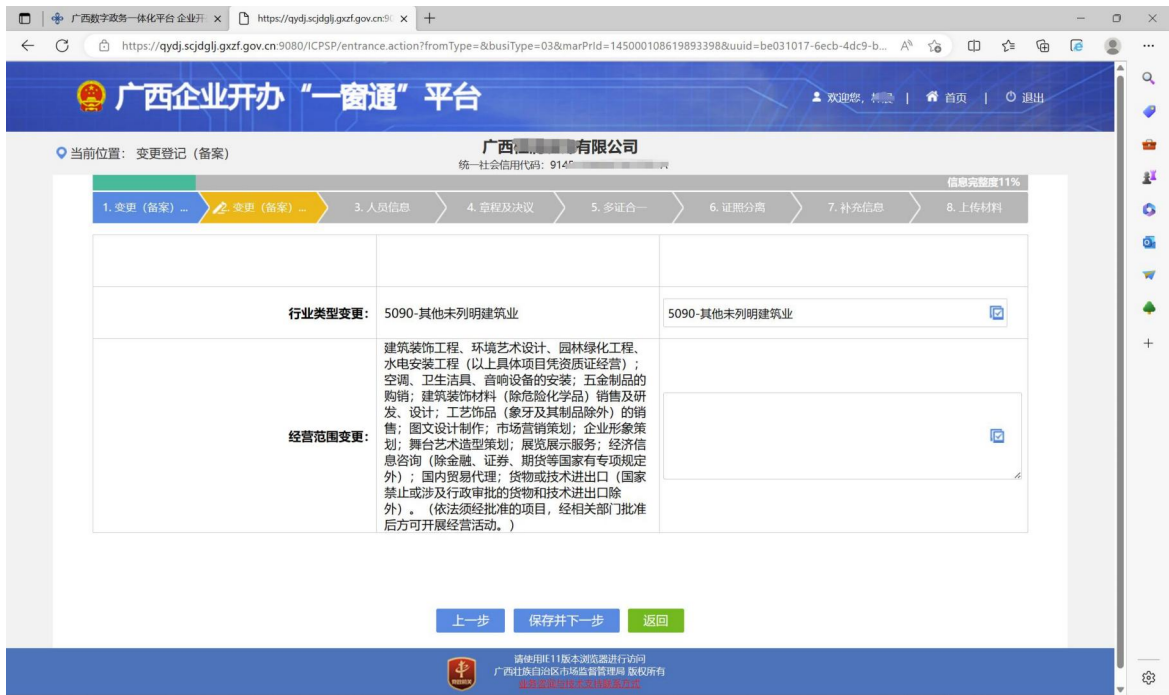 广西数字政务一体化平台 企业开
https://qydj.scjdglj.gxzf.gov.cn:90
https://qydj.scjdglj.gxzf.gov.cn:9080/ICPSP/entrance.action?fromType=&busiType=03&marPrId=145000108619893398&uuid=be031017-6ecb-4dc9-b...
广西企业开办“一窗通”平台
欢迎您, | 首页 | 退出
当前位置: 变更登记(备案)
广西 有限公司
统一社会信用代码: 914
信息完整度11%
1. 变更(备案)...
2. 变更(备案)...
3. 人员信息
4. 章程及决议
5. 多证合一
6. 证照分离
7. 补充信息
8. 上传材料
行业类型变更: 5090-其他未列明建筑业 5090-其他未列明建筑业
经营范围变更:
建筑装饰工程、环境艺术设计、园林绿化工程、
水电安装工程(以上具体项目凭资质证经营);
空调、卫生洁具、音响设备的安装;五金制品的
购销;建筑装饰材料(除危险化学品)销售及研
发、设计;工艺饰品(象牙及其制品除外)的销
售;图文设计制作;市场营销策划;企业形象策
划;舞台艺术造型策划;展览展示服务;经济信
息咨询(除金融、证券、期货等国家有专项规定
外);国内贸易代理;货物或技术进出口(国家
禁止或涉及行政审批的货物和技术进出口除
外)。(依法须经批准的项目,经相关部门批准
后方可开展经营活动。)
上一步 保存并下一步 返回
请使用IE11版本浏览器进行访问
广西壮族自治区市场监督管理局 版权所有